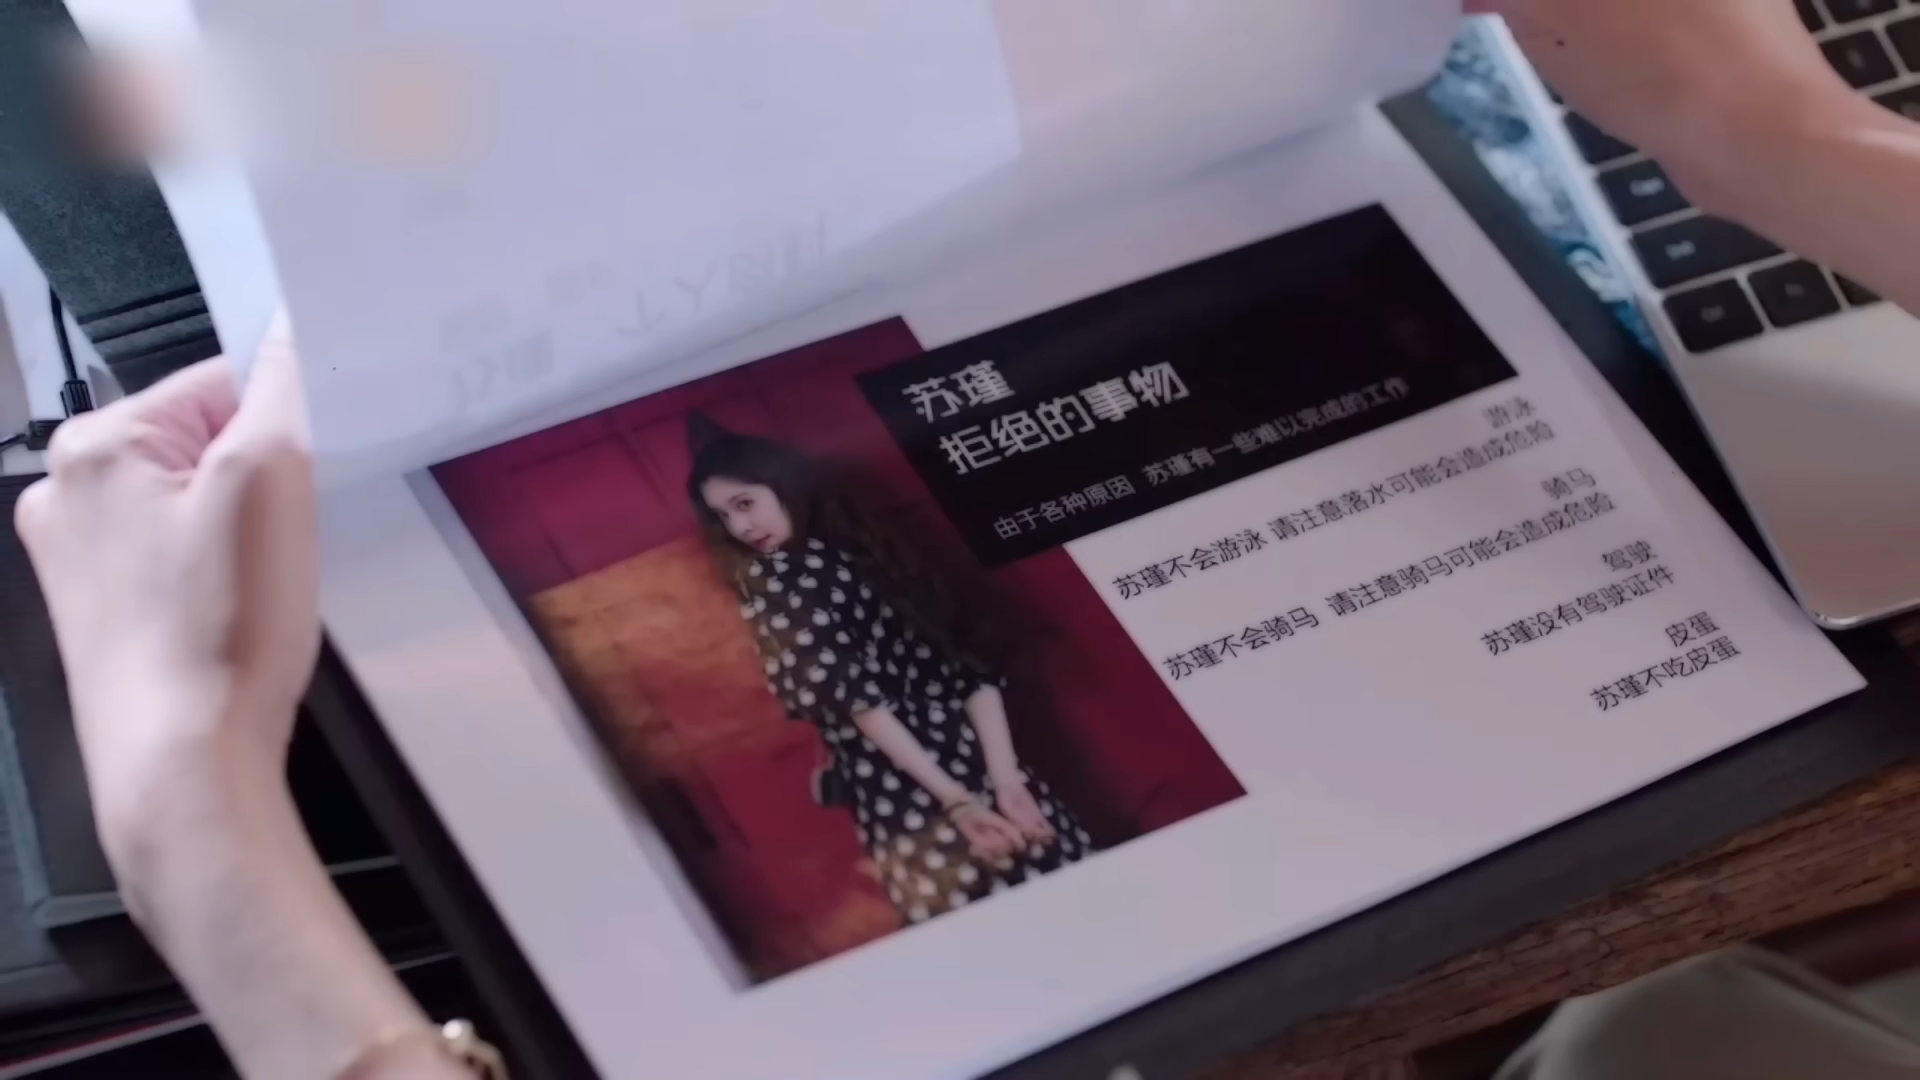 苏瑾
拒绝的事物
由于各种原因 苏瑾有一些难以完成的工作
游泳
苏瑾不会游泳 请注意落水可能会造成危险
骑马
苏瑾不会骑马 请注意骑马可能会造成危险
驾驶
苏瑾没有驾驶证件
皮蛋
苏瑾不吃皮蛋